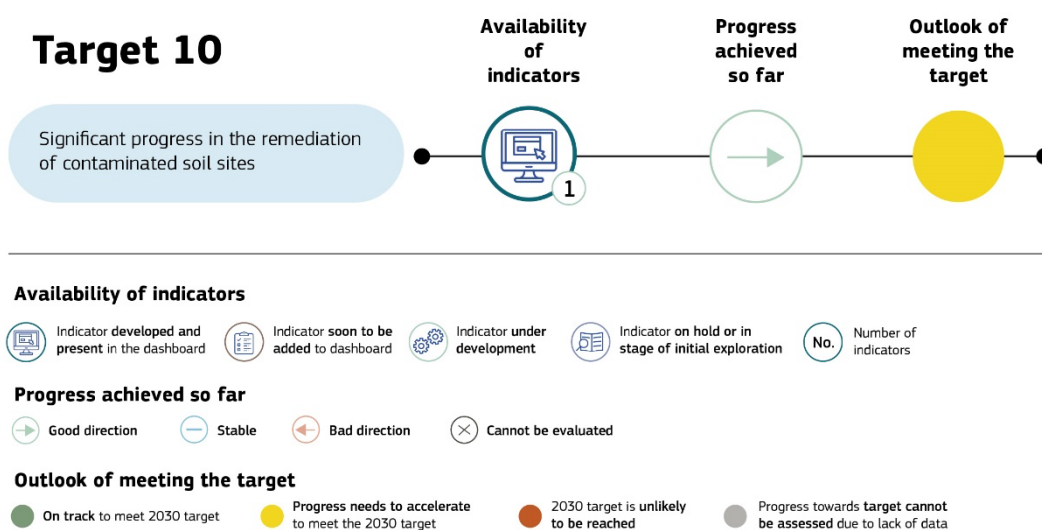 Target 10
Availability
of
indicators
Progress
achieved
so far
Outlook of
meeting the
target
Significant progress in the remediation
of contaminated soil sites
1
Availability of indicators
Indicator developed and
present in the dashboard
Indicator soon to be
added to dashboard
Indicator under
development
Indicator on hold or in
stage of initial exploration
No.
Number of
indicators
Progress achieved so far
Good direction
Stable
Bad direction
Cannot be evaluated
Outlook of meeting the target
On track to meet 2030 target
Progress needs to accelerate
to meet the 2030 target
2030 target is unlikely
to be reached
Progress towards target cannot
be assessed due to lack of data